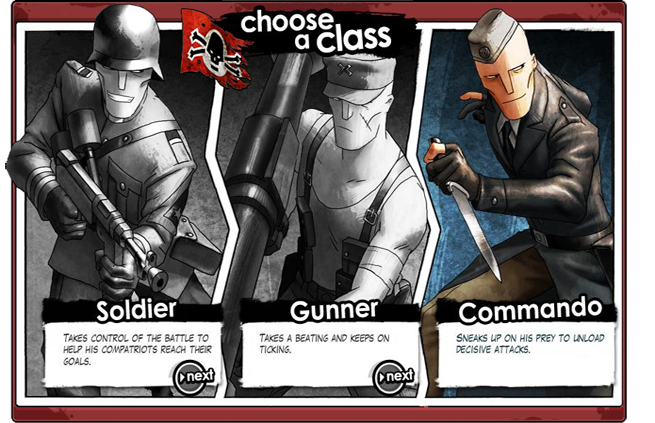 choose
a class
Soldier
Takes control of the battle to
help his compatriots reach their
goals.
next
Gunner
Takes a beating and keeps on
ticking.
next
Commando
Sneaks up on his prey to unload
decisive attacks.